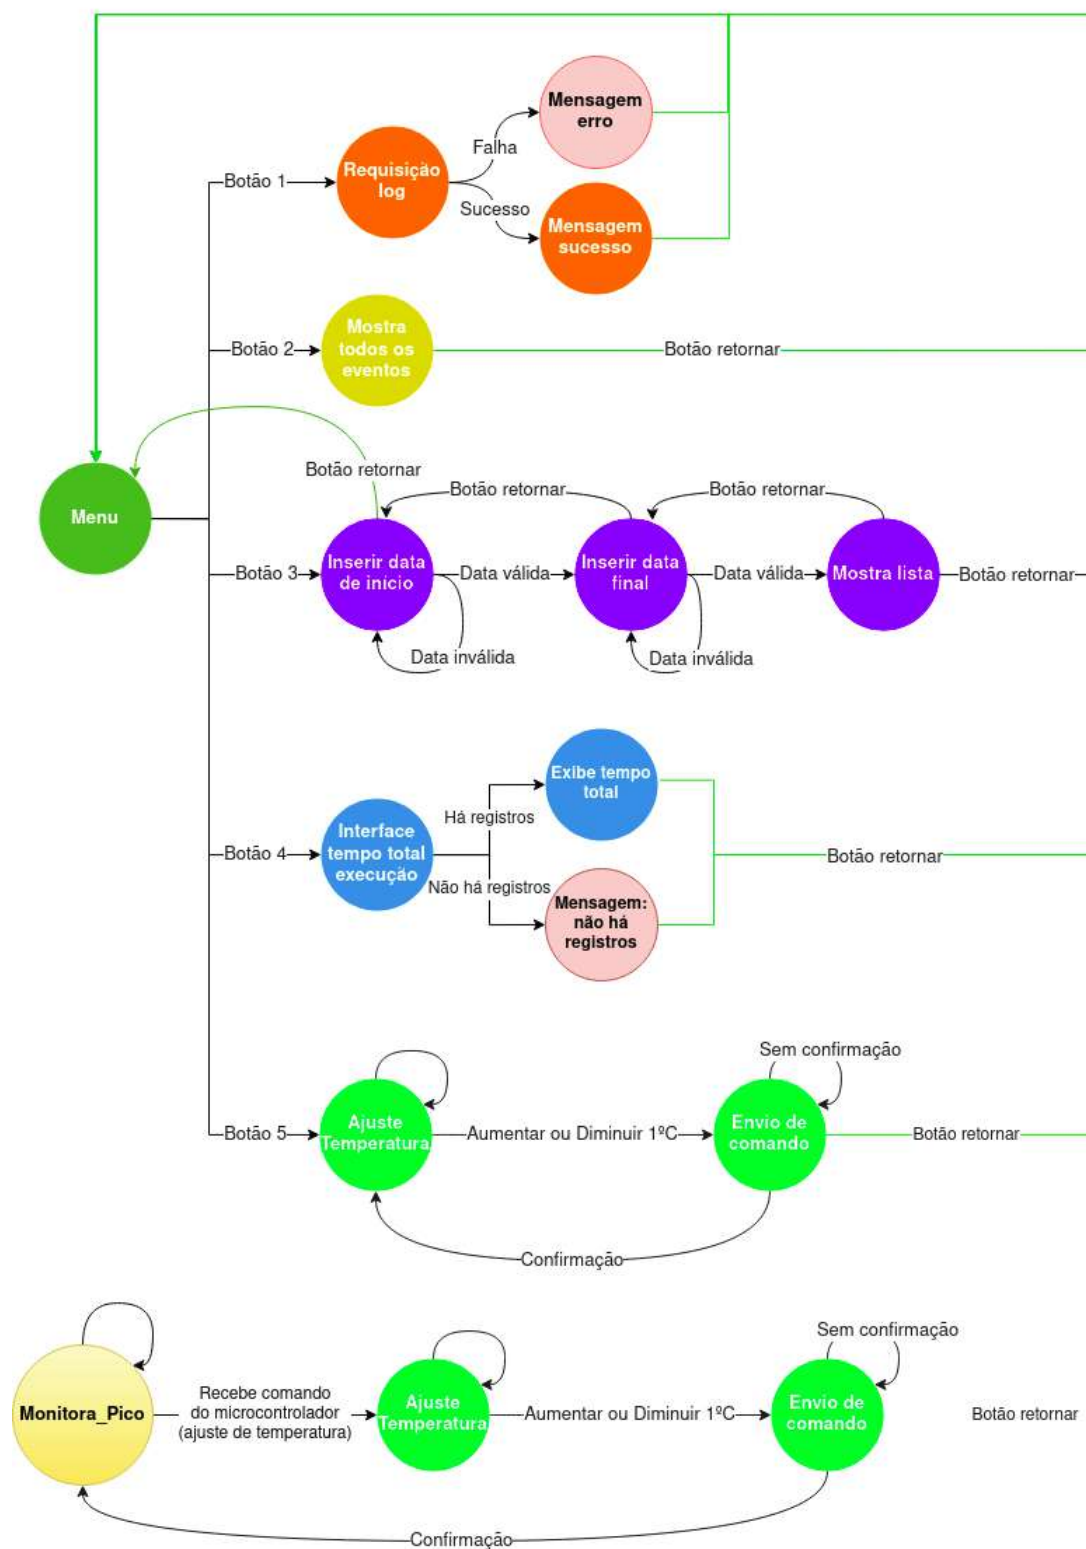 Mensagem
erro
Falha
Requisição
log
Botão 1
Sucesso
Mensagem
sucesso
Mostra
todos os
eventos
Botão 2
Botão retornar
Botão retornar
Botão retornar
Botão retornar
Menu
Botão 3
Inserir data
de início
Data válida
Inserir data
final
Data válida
Mostra lista
Botão retornar
Data inválida
Data inválida
Exibe tempo
total
Há registros
Botão 4
Interface
tempo total
execução
Botão retornar
Não há registros
Mensagem:
não há
registros
Sem confirmação
Botão 5
Ajuste
Temperatura
Aumentar ou Diminuir 1ºC
Envio de
comando
Botão retornar
Confirmação
Sem confirmação
Monitora_Pico
Recebe comando
do microcontrolador
(ajuste de temperatura)
Ajuste
Temperatura
Aumentar ou Diminuir 1ºC
Envio de
comando
Botão retornar
Confirmação